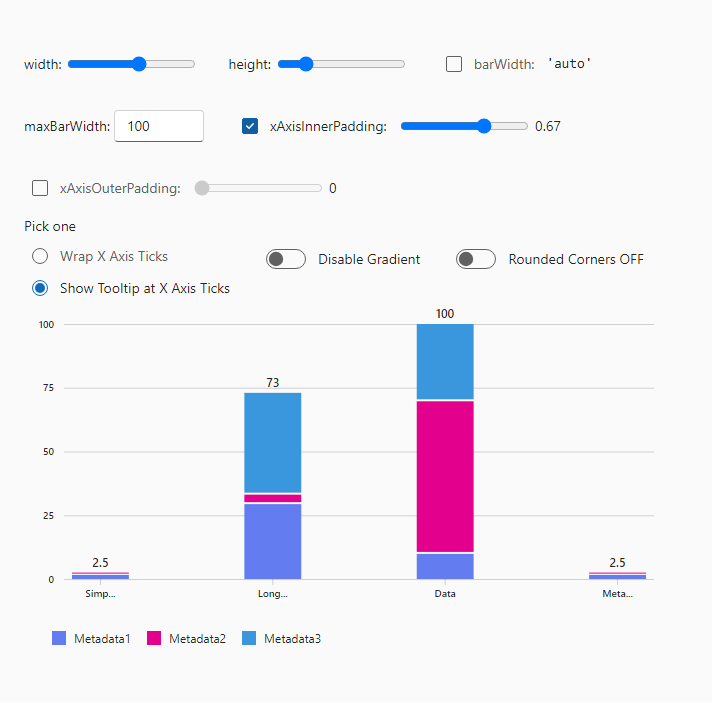 width: height: barWidth: 'auto'
maxBarWidth: 100 xAxisInnerPadding: 0.67
xAxisOuterPadding: 0
Pick one
Wrap X Axis Ticks Disable Gradient Rounded Corners OFF
Show Tooltip at X Axis Ticks
100
100
75
73
50
25
2.5 2.5
0
Simp... Long... Data Meta...
Metadata1 Metadata2 Metadata3